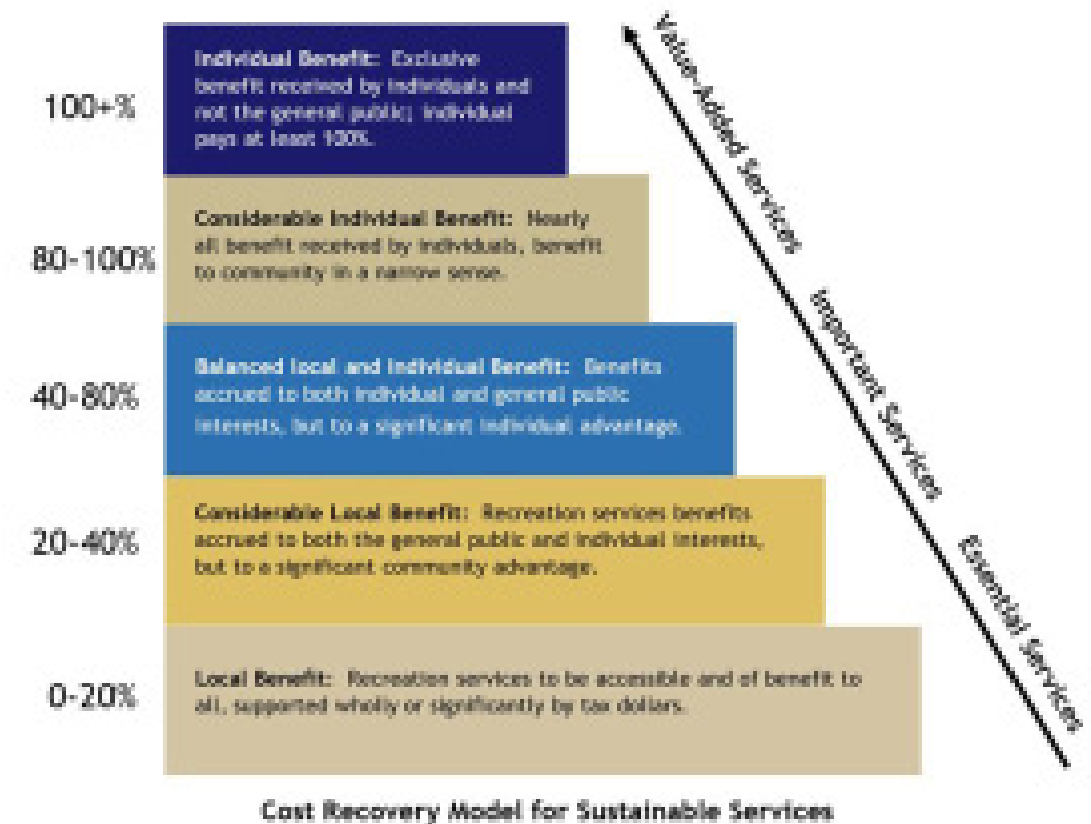 100+%
Individual Benefit: Exclusive
benefit received by individuals and
not the general public; individual
pays at least 100%.
80-100%
Considerable Individual Benefit: Nearly
all benefit received by individuals, benefit
to community in a narrow sense.
40-80%
Balanced local and Individual Benefit: Benefits
accrued to both individual and general public
interests, but to a significant individual advantage.
20-40%
Considerable Local Benefit: Recreation services benefits
accrued to both the general public and individual interests,
but to a significant community advantage.
0-20%
Local Benefit: Recreation services to be accessible and of benefit to
all, supported wholly or significantly by tax dollars.
Value-Added Services
Important Services
Essential Services
Cost Recovery Model for Sustainable Services